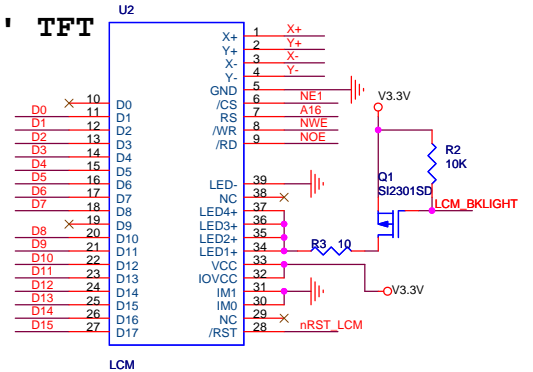 U2
' TFT
1 X+ X+
2 Y+ Y+
3 X- X-
4 Y- Y-
5 GND
6 /CS NE1
7 RS A16
8 /WR NWE
9 /RD NOE
10 D0
D0 11 D1
D1 12 D2
D2 13 D3
D3 14 D4
D4 15 D5
D5 16 D6
D6 17 D7
D7 18 D8
19 D9
D8 20 D10
D9 21 D11
D10 22 D12
D11 23 D13
D12 24 D14
D13 25 D15
D14 26 D16
D15 27 D17
LED- 39
NC 38
LED4+ 37
LED3+ 36
LED2+ 35
LED1+ 34
VCC 33
IOVCC 32
IM1 31
IM0 30
NC 29
/RST 28 nRST_LCM
R3 10
V3.3V
R2
10K
Q1
SI2301SD
LCM_BKLIGHT
V3.3V
LCM